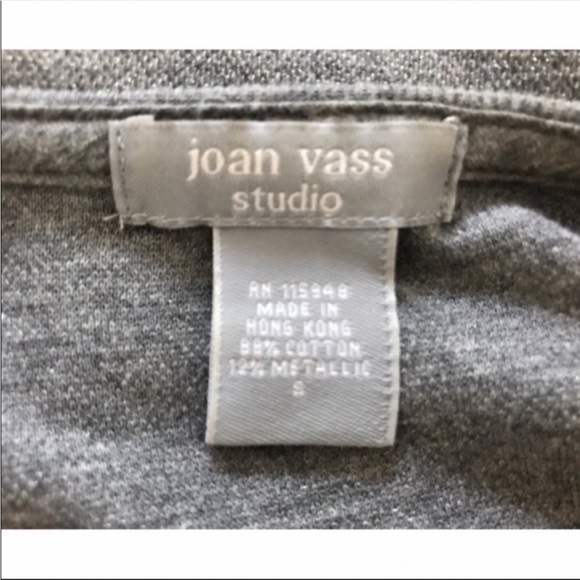 joan vass
studio
RN 115948
MADE IN
HONG KONG
88% COTTON
12% METALLIC
S